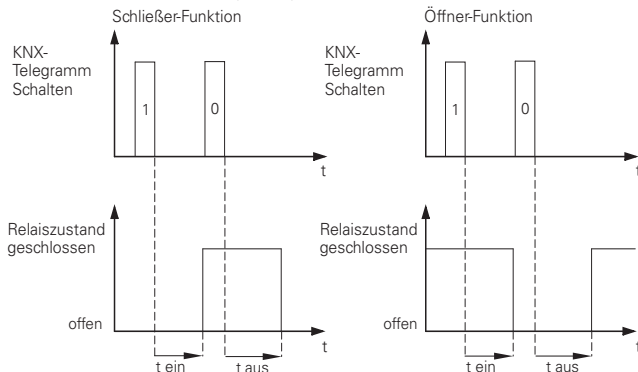 Schließer-Funktion
KNX-
Telegramm
Schalten
1
0
t
Relaiszustand
geschlossen
offen
t
t ein
t aus
Öffner-Funktion
KNX-
Telegramm
Schalten
1
0
t
Relaiszustand
geschlossen
offen
t
t ein
t aus